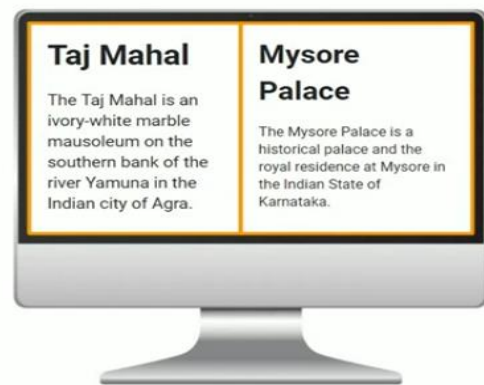 Taj Mahal
The Taj Mahal is an
ivory-white marble
mausoleum on the
southern bank of the
river Yamuna in the
Indian city of Agra.
Mysore
Palace
The Mysore Palace is a
historical palace and the
royal residence at Mysore in
the Indian State of
Karnataka.